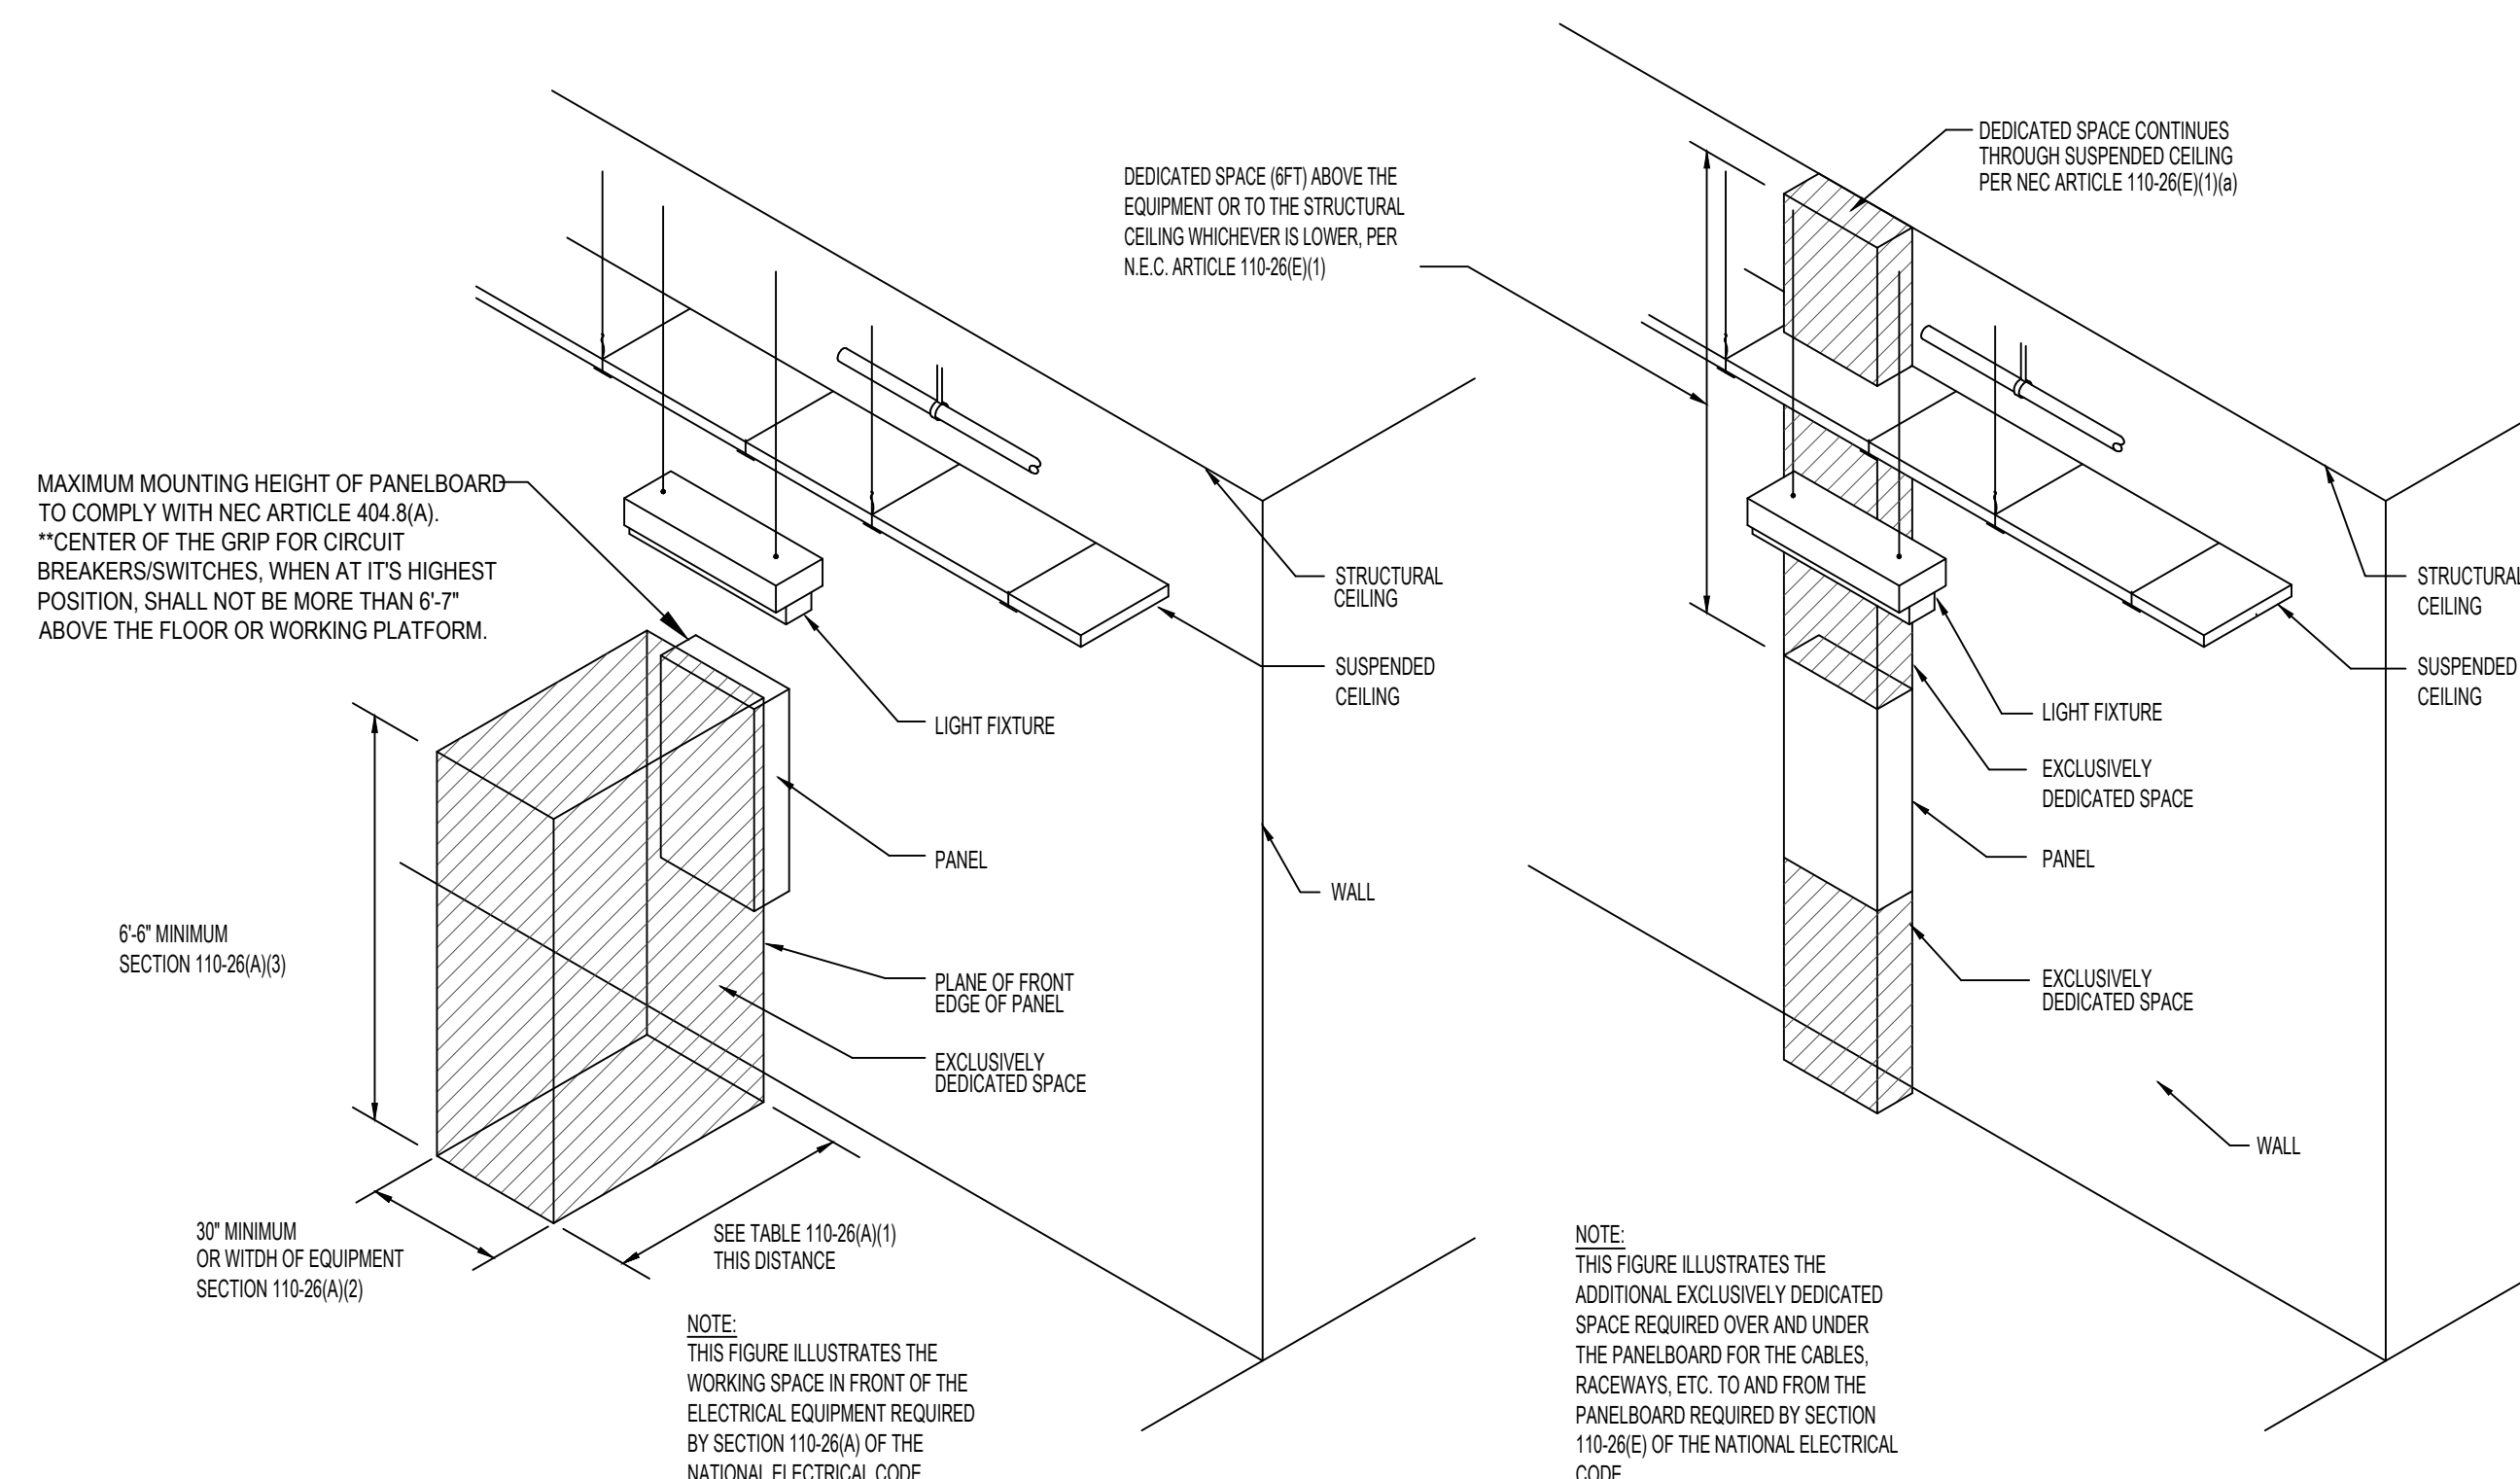 MAXIMUM MOUNTING HEIGHT OF PANELBOARD
TO COMPLY WITH NEC ARTICLE 404.8(A).
**CENTER OF THE GRIP FOR CIRCUIT
BREAKERS/SWITCHES, WHEN AT IT'S HIGHEST
POSITION, SHALL NOT BE MORE THAN 6'-7"
ABOVE THE FLOOR OR WORKING PLATFORM.
STRUCTURAL
CEILING
SUSPENDED
CEILING
LIGHT FIXTURE
PANEL
WALL
6'-6" MINIMUM
SECTION 110-26(A)(3)
PLANE OF FRONT
EDGE OF PANEL
EXCLUSIVELY
DEDICATED SPACE
30" MINIMUM
OR WITDH OF EQUIPMENT
SECTION 110-26(A)(2)
SEE TABLE 110-26(A)(1)
THIS DISTANCE
NOTE:
THIS FIGURE ILLUSTRATES THE
WORKING SPACE IN FRONT OF THE
ELECTRICAL EQUIPMENT REQUIRED
BY SECTION 110-26(A) OF THE
NATIONAL ELECTRICAL CODE
DEDICATED SPACE (6FT) ABOVE THE
EQUIPMENT OR TO THE STRUCTURAL
CEILING WHICHEVER IS LOWER, PER
N.E.C. ARTICLE 110-26(E)(1)
DEDICATED SPACE CONTINUES
THROUGH SUSPENDED CEILING
PER NEC ARTICLE 110-26(E)(1)(a)
STRUCTURAL
CEILING
SUSPENDED
CEILING
LIGHT FIXTURE
EXCLUSIVELY
DEDICATED SPACE
PANEL
EXCLUSIVELY
DEDICATED SPACE
WALL
NOTE:
THIS FIGURE ILLUSTRATES THE
ADDITIONAL EXCLUSIVELY DEDICATED
SPACE REQUIRED OVER AND UNDER
THE PANELBOARD FOR THE CABLES,
RACEWAYS, ETC. TO AND FROM THE
PANELBOARD REQUIRED BY SECTION
110-26(E) OF THE NATIONAL ELECTRICAL
CODE